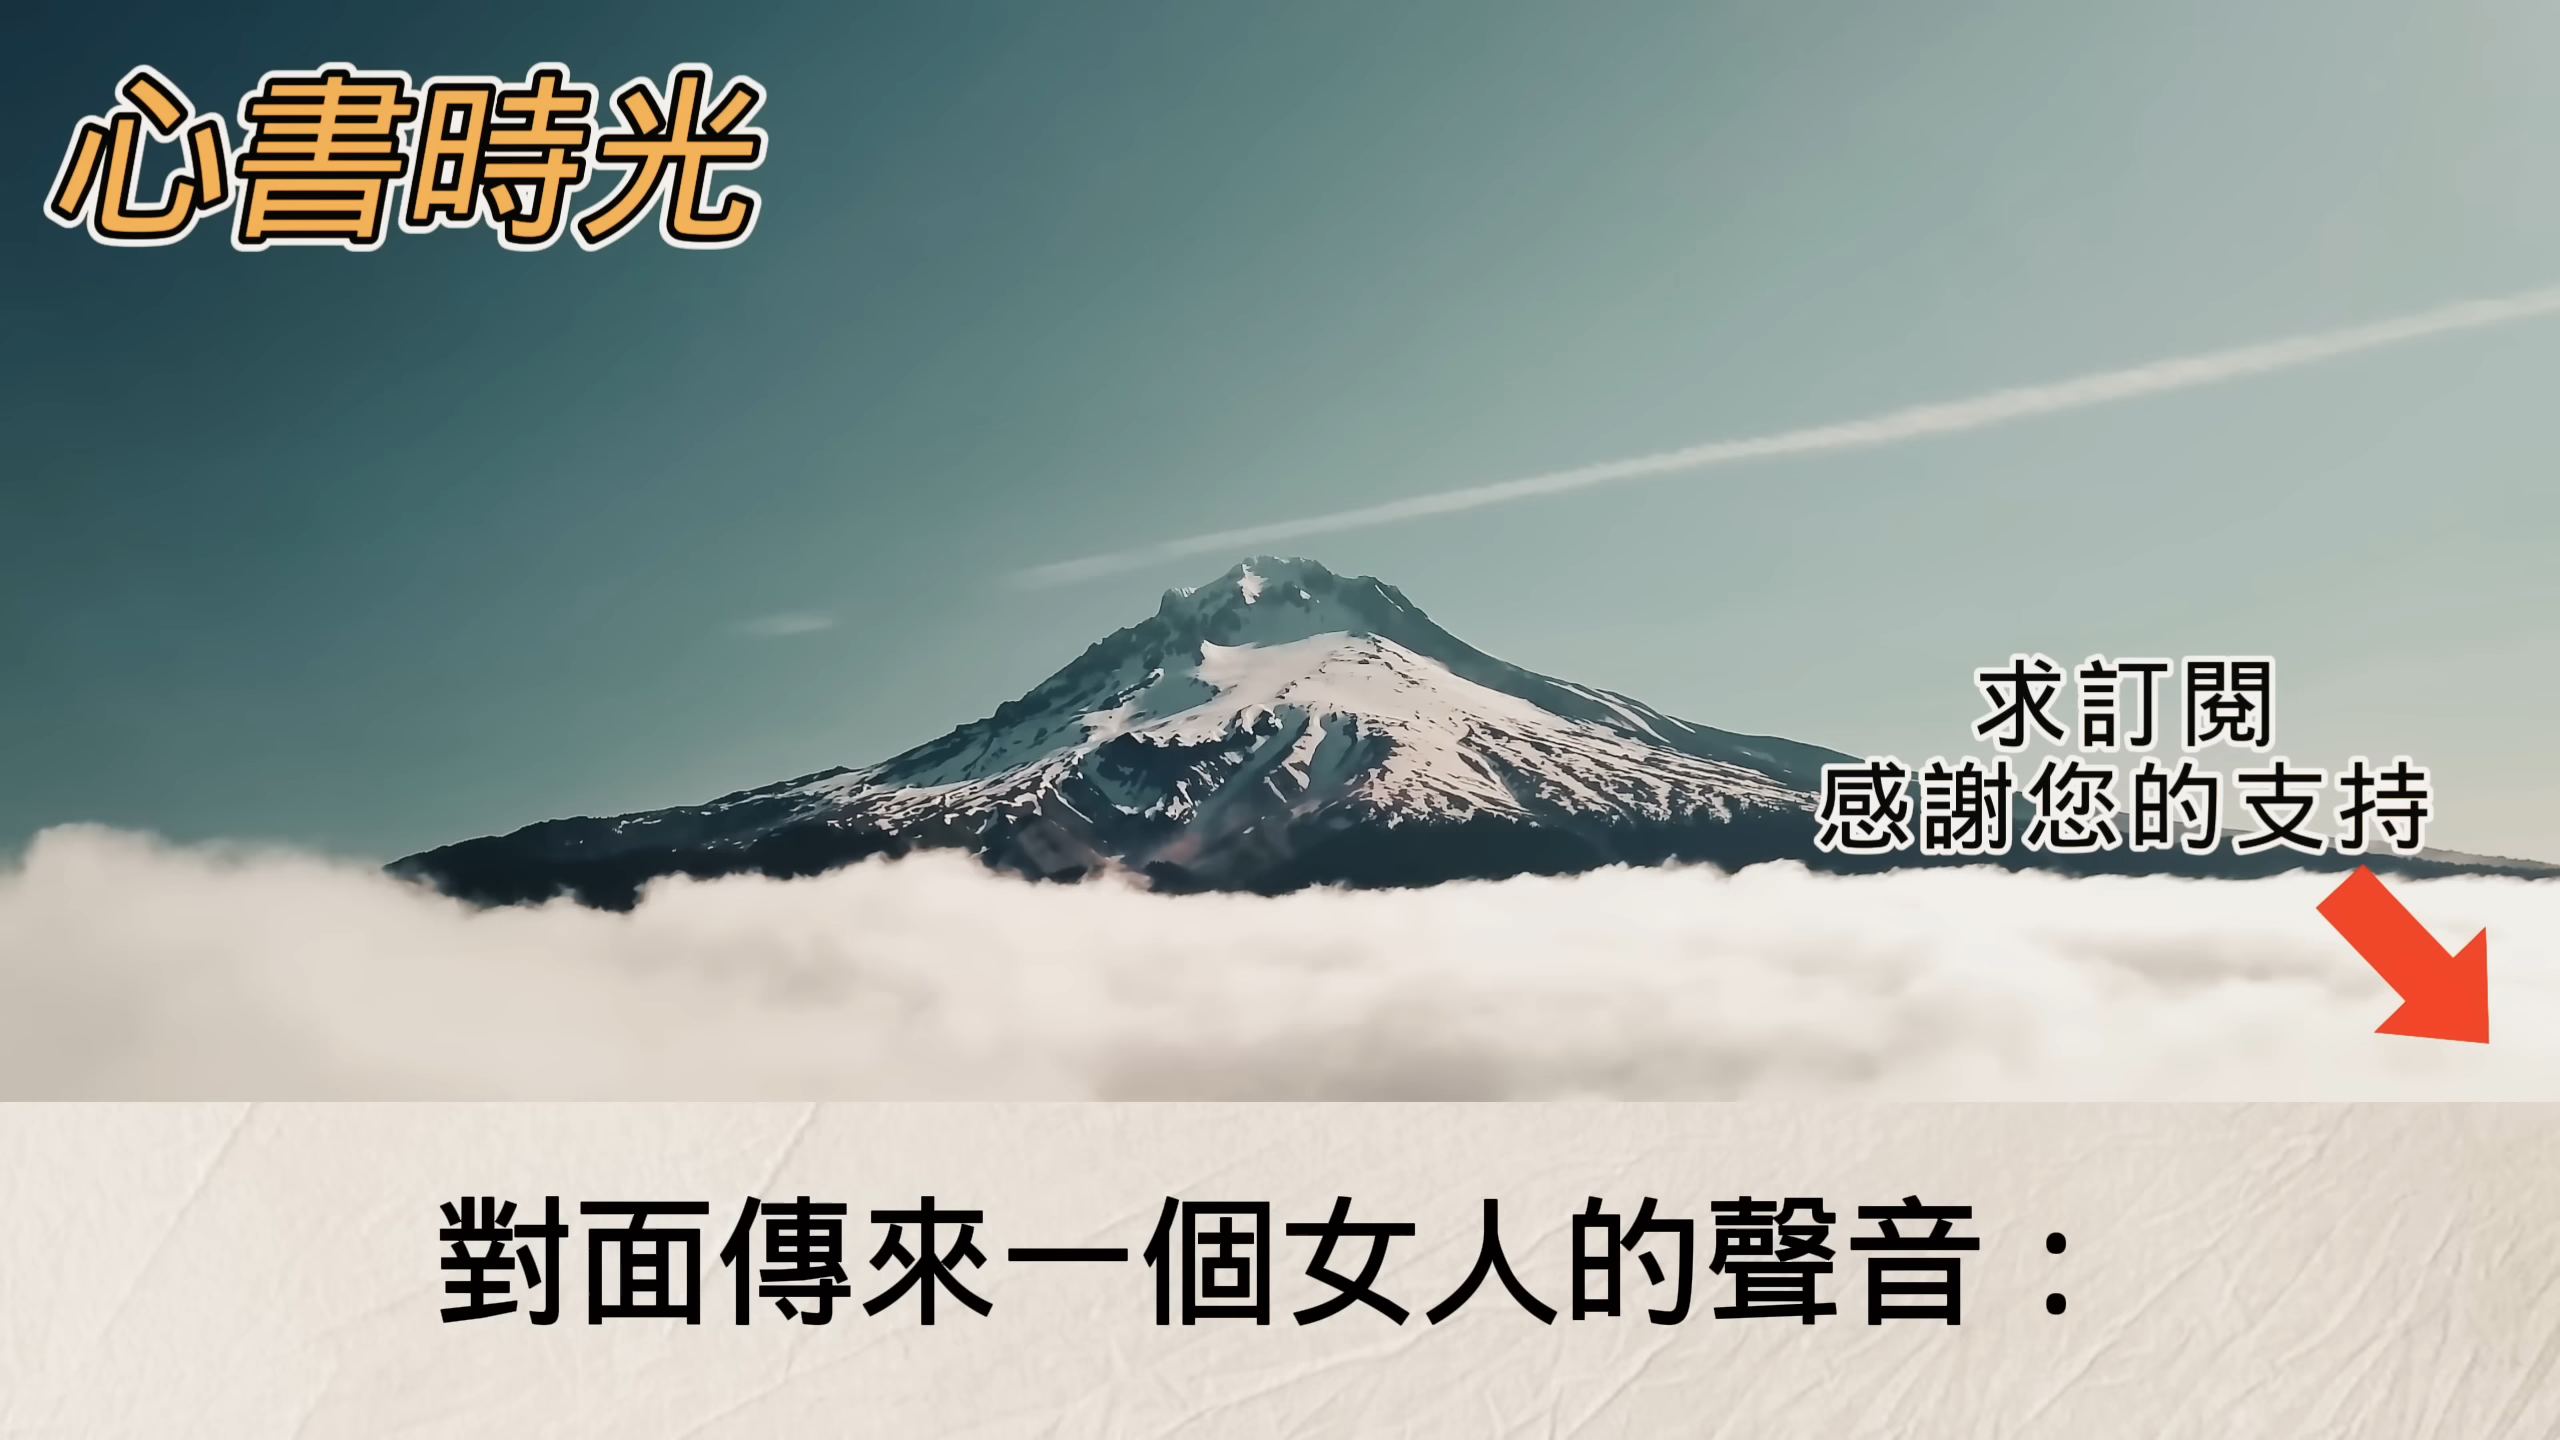 心書時光
求訂閱
感謝您的支持
對面傳來一個女人的聲音：